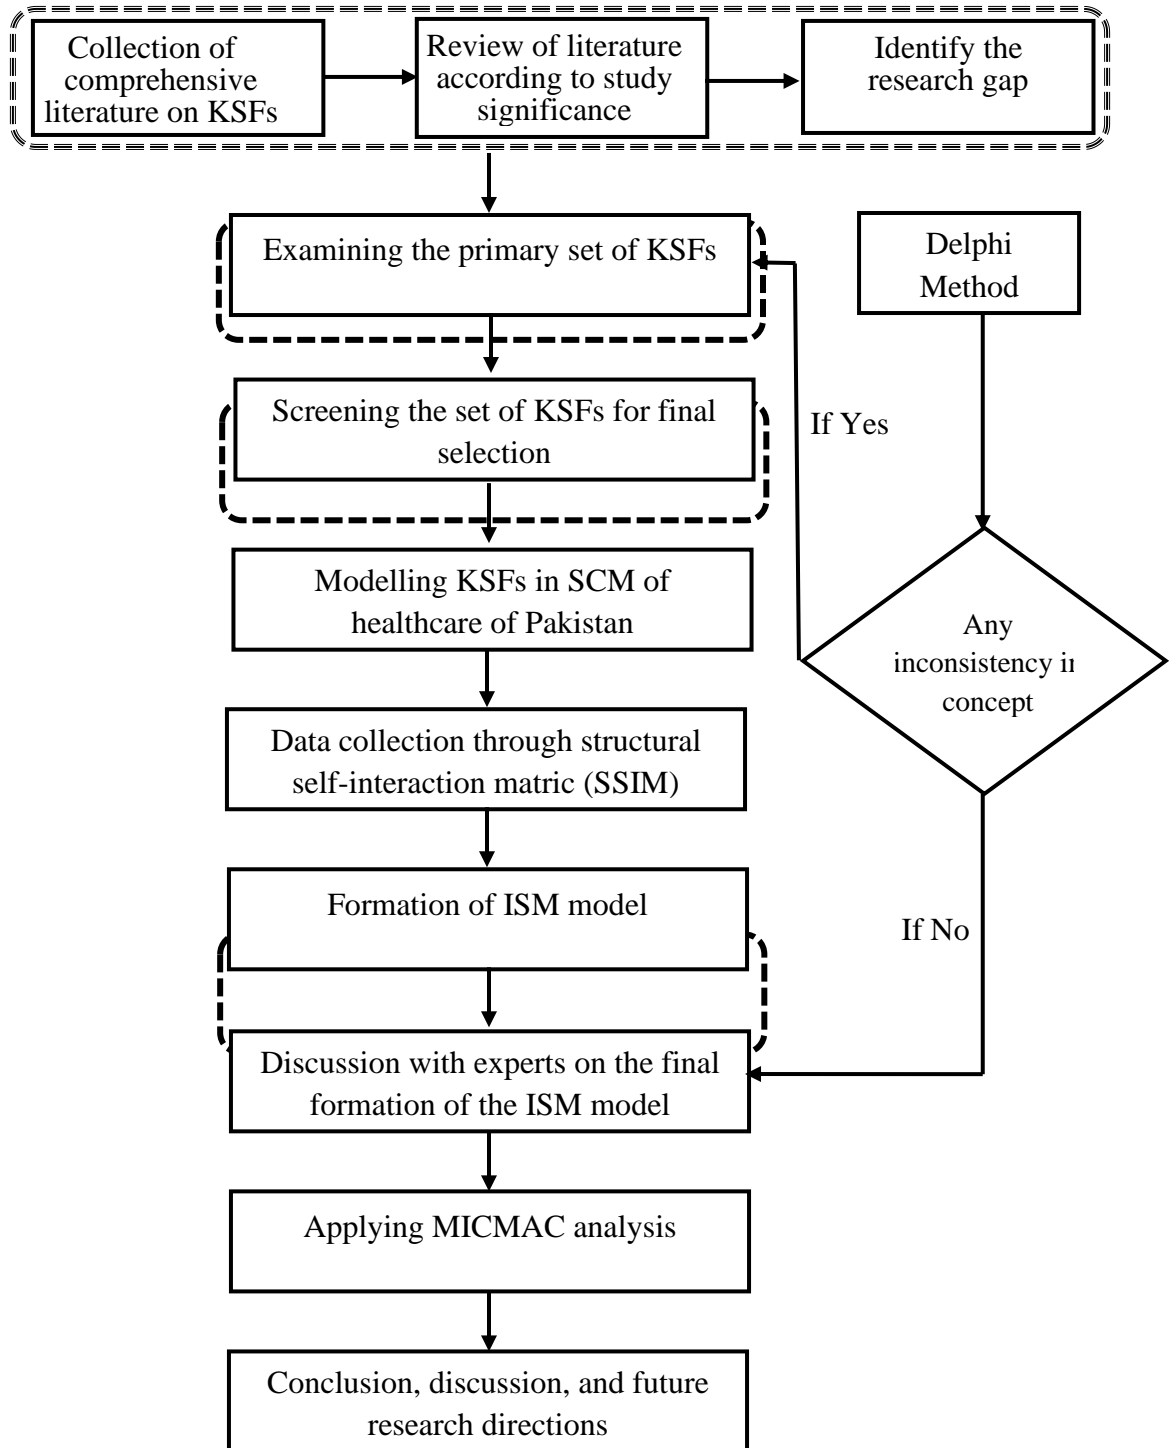 Collection of
comprehensive
literature on KSFs
Review of literature
according to study
significance
Identify the
research gap
Examining the primary set of KSFs
Delphi
Method
Screening the set of KSFs for final
selection
If Yes
Modelling KSFs in SCM of
healthcare of Pakistan
Any
inconsistency in
concept
Data collection through structural
self-interaction matric (SSIM)
Formation of ISM model
If No
Discussion with experts on the final
formation of the ISM model
Applying MICMAC analysis
Conclusion, discussion, and future
research directions